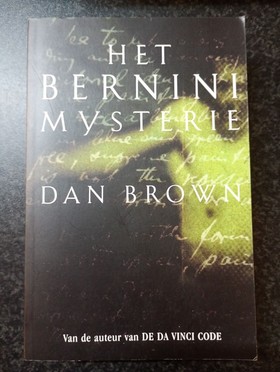 HET
BERNINI
MYSTERIE
DAN BROWN
Van de auteur van DE DA VINCI CODE